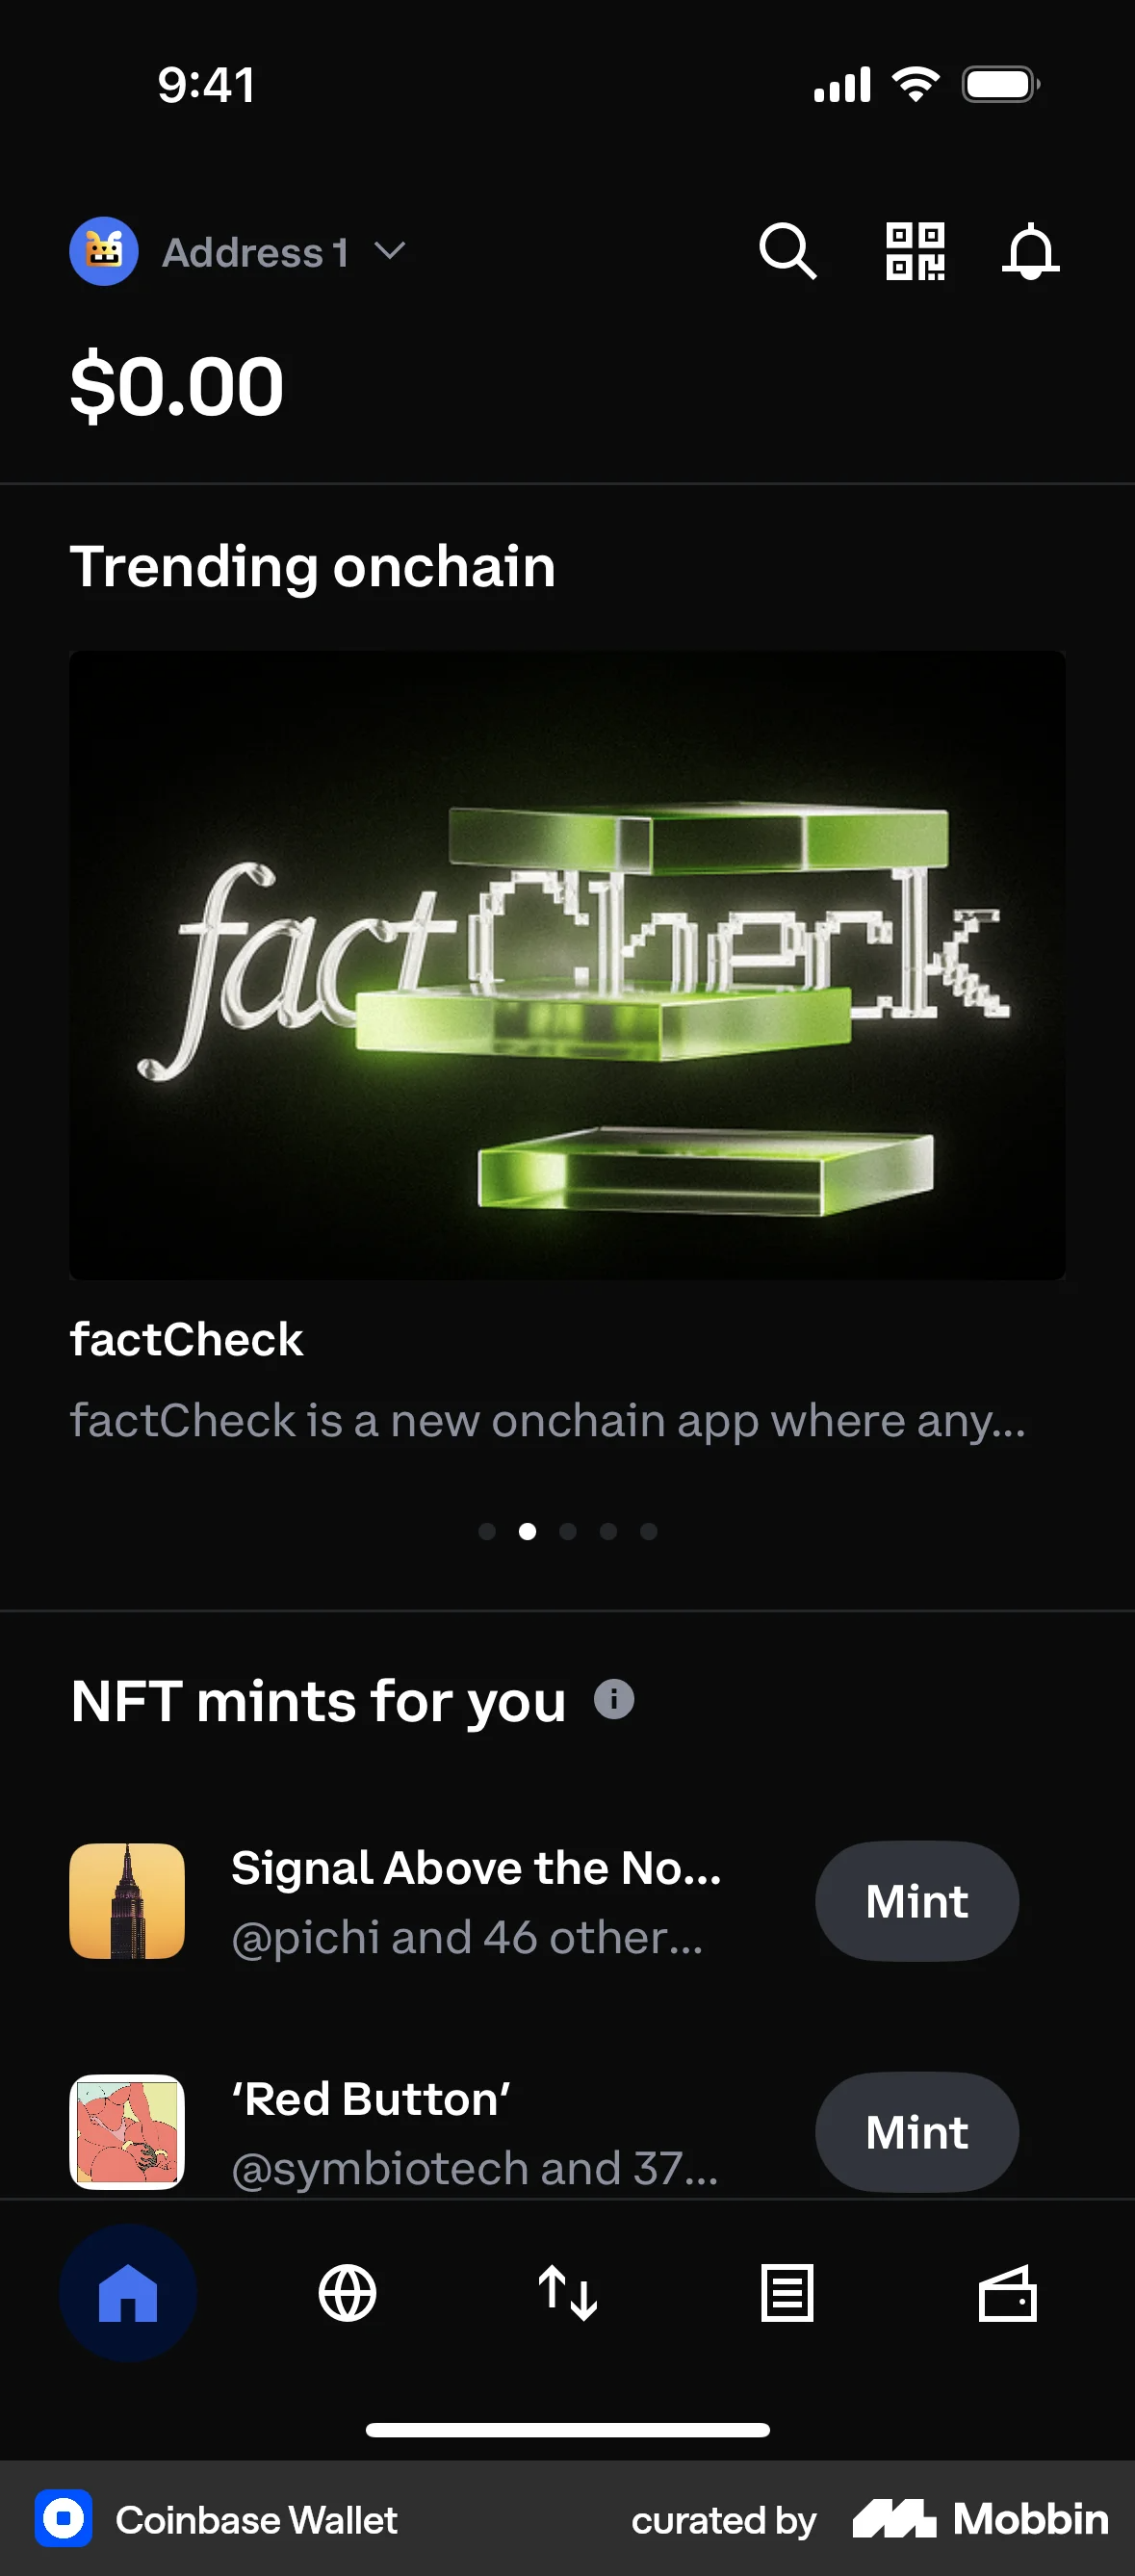 9:41
Address 1
$0.00
Trending onchain
factCheck
factCheck
factCheck is a new onchain app where any...
NFT mints for you
Signal Above the No...
@pichi and 46 other...
Mint
‘Red Button’
@symbiotech and 37...
Mint
Coinbase Wallet
curated by
Mobbin